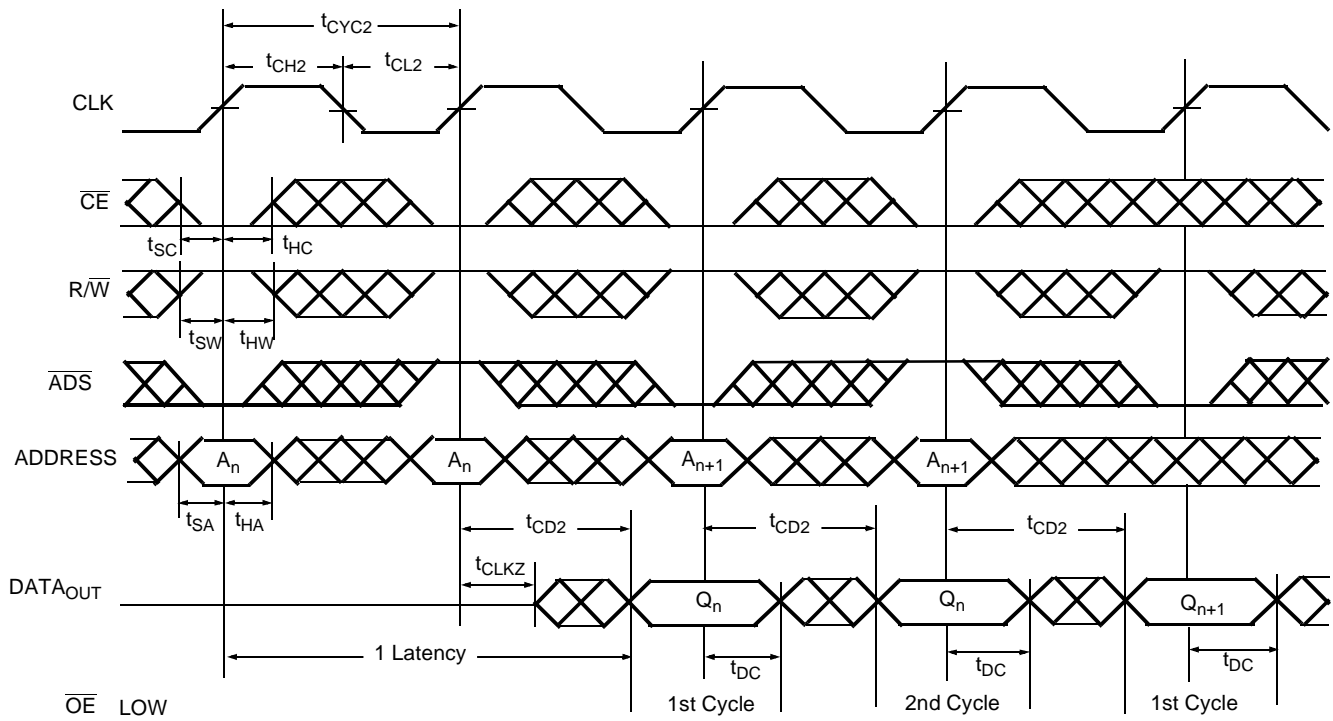 tCYC2
tCH2 tCL2
CLK
CE
tSC tHC
R/W
tSW tHW
ADS
ADDRESS An An An+1 An+1
tSA tHA tCD2 tCD2 tCD2
tCLKZ
DATAOUT Qn Qn Qn+1
1 Latency tDC tDC tDC
OE LOW 1st Cycle 2nd Cycle 1st Cycle